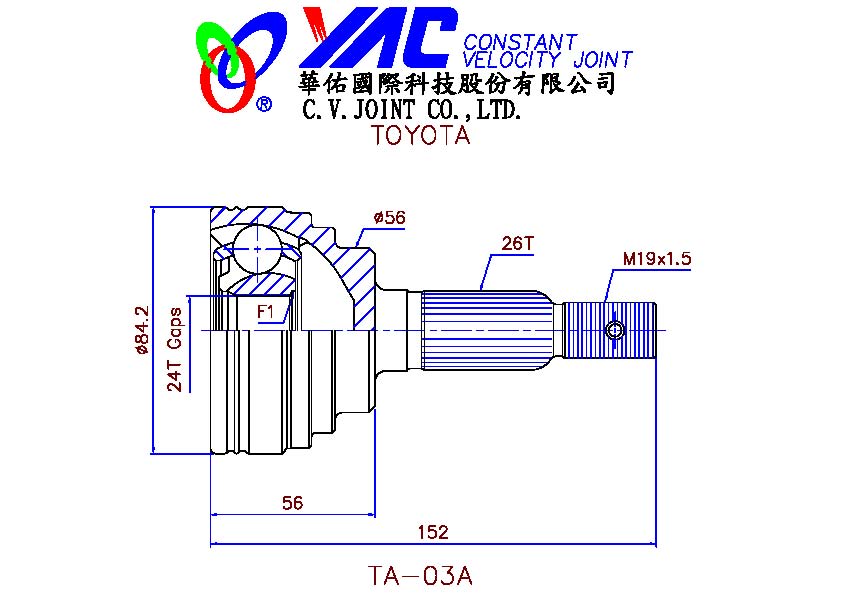 YAC CONSTANT
VELOCITY JOINT
®
華佑國際科技股份有限公司
C.V.JOINT CO.,LTD.
TOYOTA
ø56
26T
M19x1.5
F1
ø84.2
24T Gaps
56
152
TA-03A